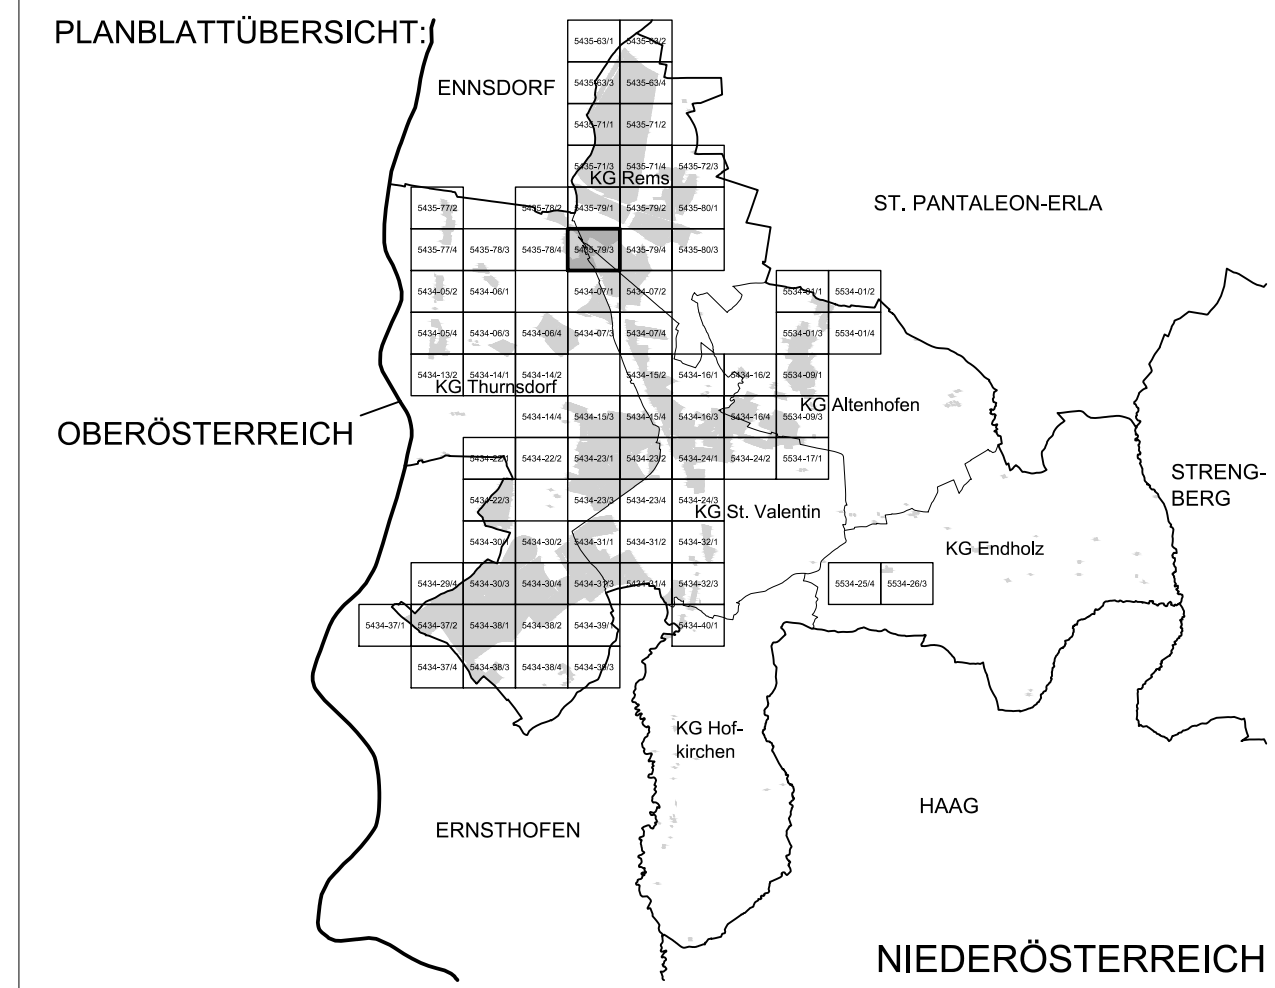 PLANBLATTÜBERSICHT:
5435-63/1 5435-63/2
ENNSDORF
5435-63/3 5435-63/4
5435-71/1 5435-71/2
5435-71/3 5435-71/4 5435-72/3
KG Rems
ST. PANTALEON-ERLA
5435-77/2 5435-78/2 5435-79/1 5435-79/2 5435-80/1
5435-77/4 5435-78/3 5435-78/4 5435-79/3 5435-79/4 5435-80/3
5434-05/2 5434-06/1 5434-07/1 5434-07/2 5534-01/1 5534-01/2
5434-05/4 5434-06/3 5434-06/4 5434-07/3 5434-07/4 5534-01/3 5534-01/4
5434-13/2 5434-14/1 5434-14/2 5434-15/2 5434-16/1 5434-16/2 5534-09/1
KG Thurnsdorf
KG Altenhofen
5434-14/4 5434-15/3 5434-15/4 5434-16/3 5434-16/4 5534-09/3
OBERÖSTERREICH
5434-22/1 5434-22/2 5434-23/1 5434-23/2 5434-24/1 5434-24/2 5534-17/1
STRENG-
BERG
5434-22/3 5434-23/3 5434-23/4 5434-24/3
KG St. Valentin
5434-30/1 5434-30/2 5434-31/1 5434-31/2 5434-32/1
KG Endholz
5434-29/4 5434-30/3 5434-30/4 5434-31/3 5434-31/4 5434-32/3 5534-25/4 5534-26/3
5434-37/1 5434-37/2 5434-38/1 5434-38/2 5434-39/1 5434-40/1
5434-37/4 5434-38/3 5434-38/4 5434-39/3
KG Hof-
kirchen
HAAG
ERNSTHOFEN
NIEDERÖSTERREICH